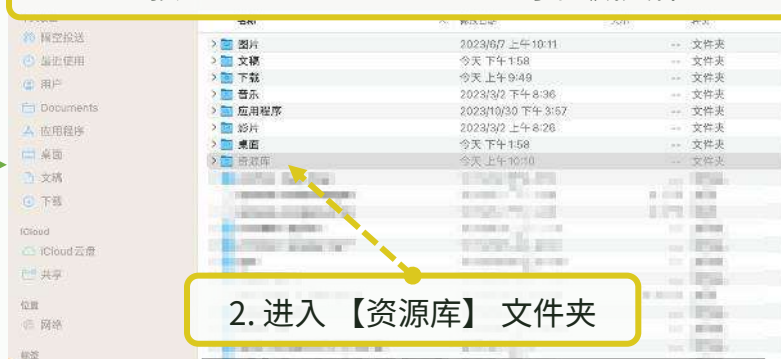 名称 修改日期 大小 种类
隔空投送
最近使用
用户
Documents
应用程序
桌面
文稿
下载
iCloud
iCloud云盘
共享
位置
网络
标签
图片 2023/6/7 上午10:11 -- 文件夹
文稿 今天 下午1:58 -- 文件夹
下载 今天 上午9:49 -- 文件夹
音乐 2023/3/2 下午8:36 -- 文件夹
应用程序 2023/10/30 下午3:57 -- 文件夹
影片 2023/3/2 上午8:26 -- 文件夹
桌面 今天 下午1:58 -- 文件夹
资源库 今天 上午10:10 -- 文件夹
2. 进入 【资源库】 文件夹